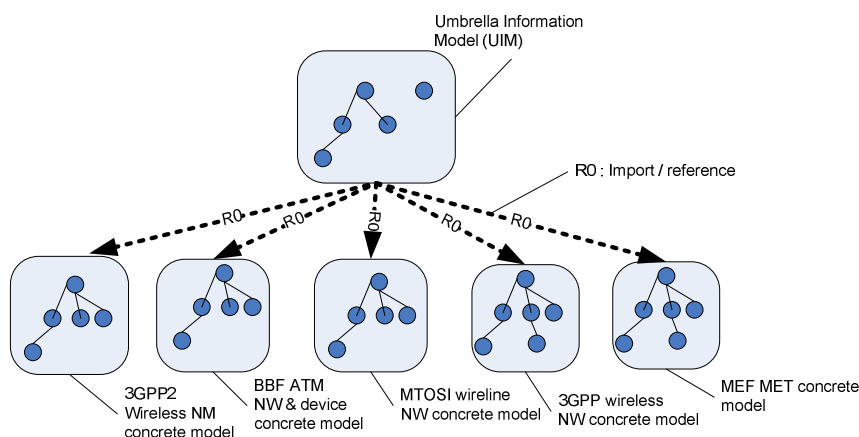 Umbrella Information
Model (UIM)
R0 : Import / reference
R0
R0
R0
R0
R0
3GPP2
Wireless NM
concrete model
BBF ATM
NW & device
concrete model
MTOSI wireline
NW concrete model
3GPP wireless
NW concrete model
MEF MET concrete
model